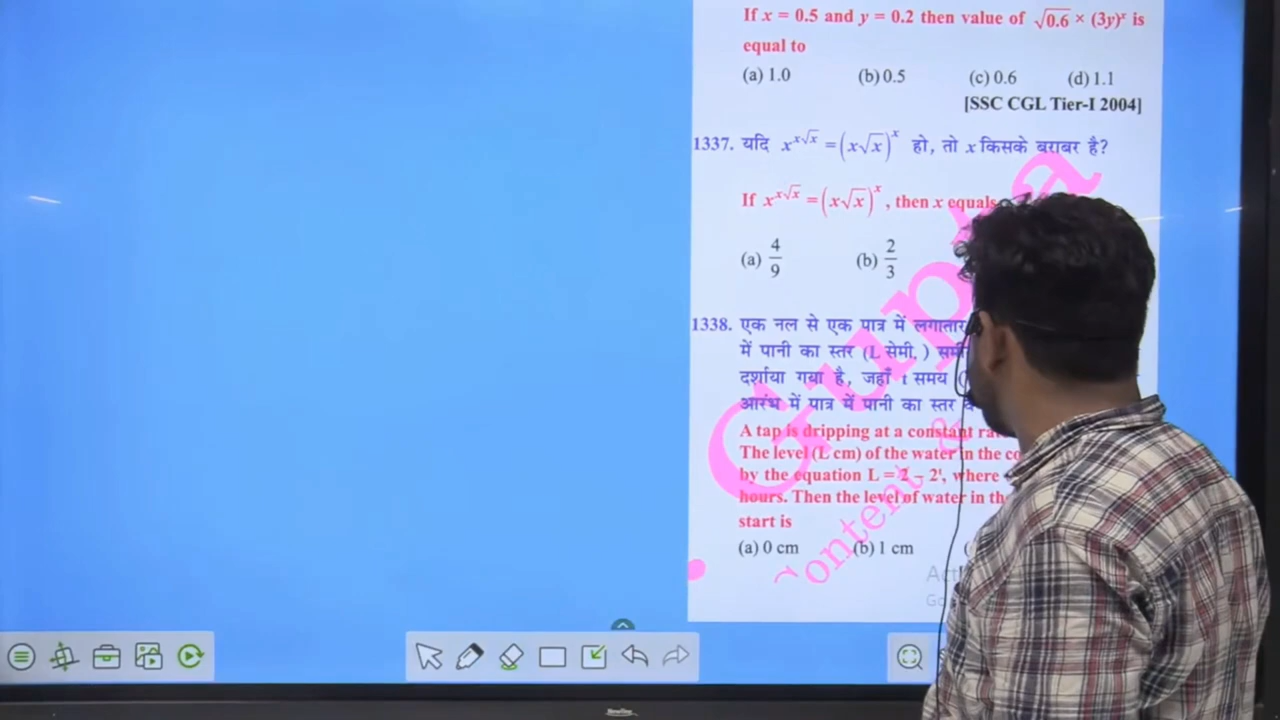 If x = 0.5 and y = 0.2 then value of √0.6 × (3y)ˣ is
equal to
(a) 1.0 (b) 0.5 (c) 0.6 (d) 1.1
[SSC CGL Tier-I 2004]
1337. यदि x^(x√x) = (x√x)^x हो, तो x किसके बराबर है?
If x^(x√x) = (x√x)^x, then x equals
(a) 4/9 (b) 2/3
1338. एक नल से एक पात्र में लगातार
में पानी का स्तर (L सेमी.)
दर्शाया गया है, जहाँ t समय (
आरंभ में पात्र में पानी का स्तर
A tap is dripping at a constant
The level (L cm) of the water in the
by the equation L = 2 – 2ᵗ, where
hours. Then the level of water in
start is
(a) 0 cm (b) 1 cm (
Gupta